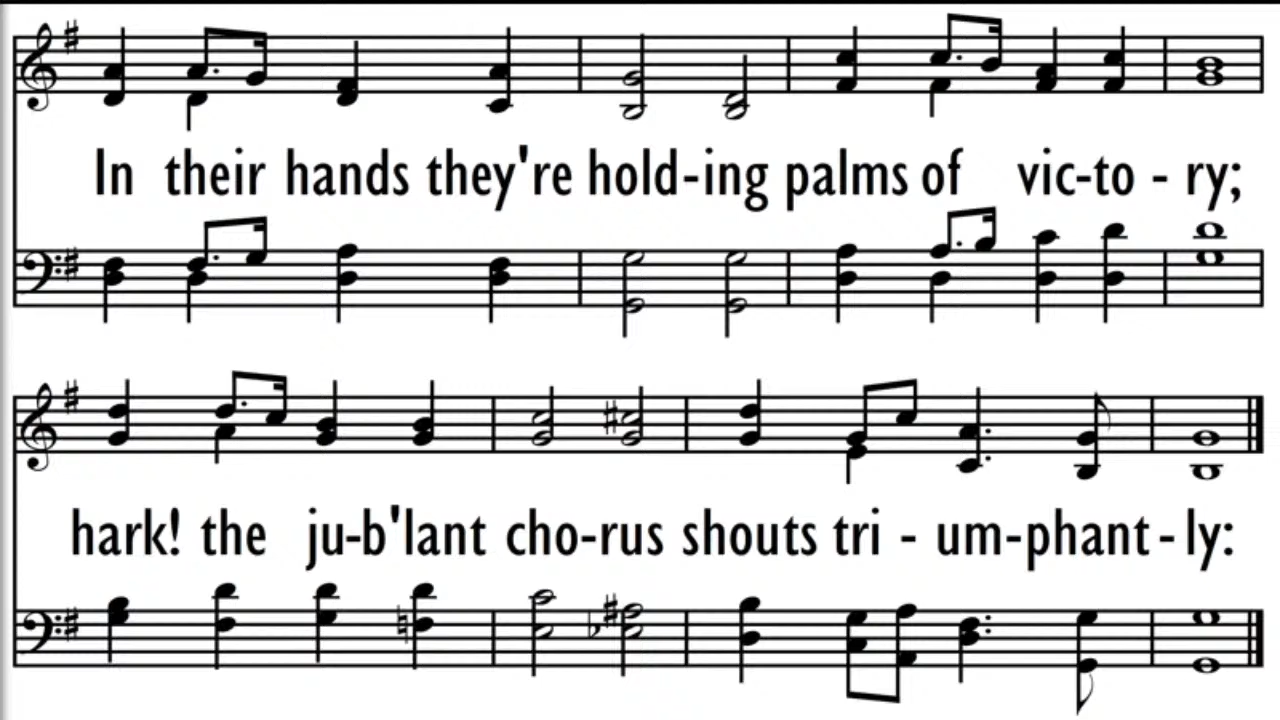 In their hands they're hold-ing palms of vic-to - ry;
hark! the ju-b'lant cho-rus shouts tri - um-phant - ly: